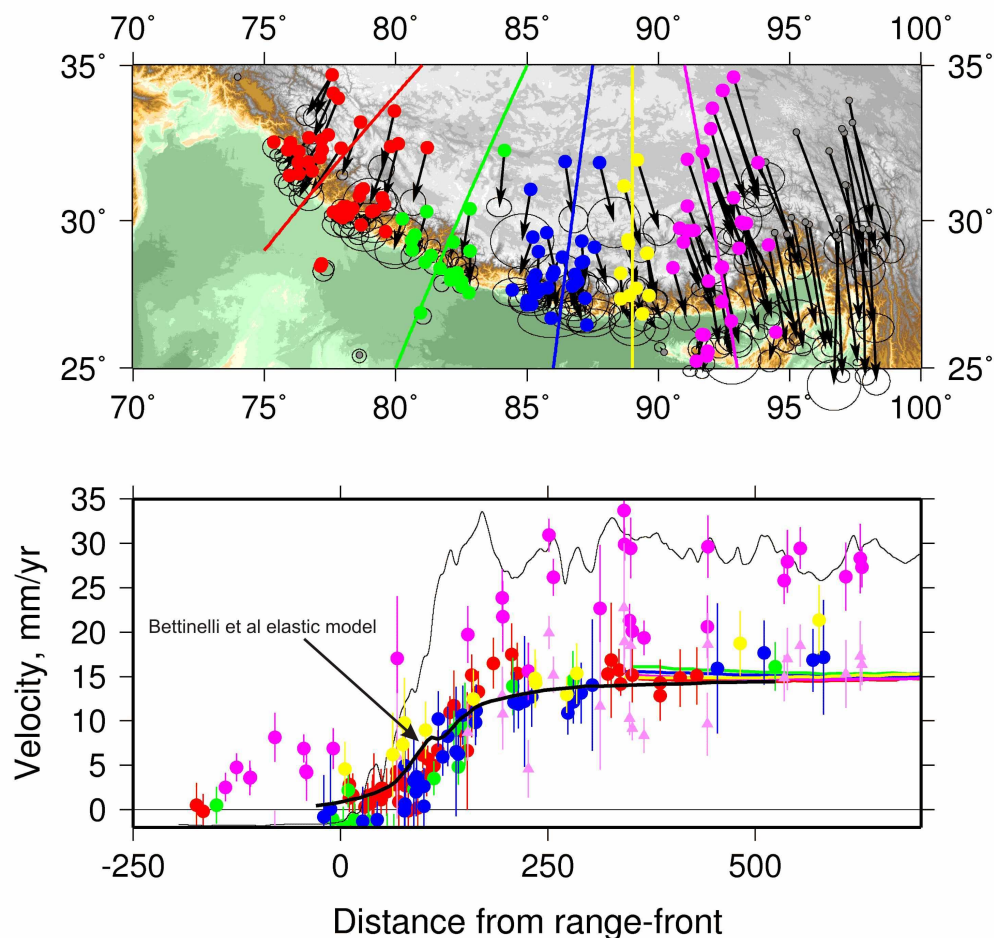 70˚ 75˚ 80˚ 85˚ 90˚ 95˚ 100˚
35˚ 35˚
30˚ 30˚
25˚ 25˚
70˚ 75˚ 80˚ 85˚ 90˚ 95˚ 100˚
35
30
25
20
15
10
5
0
Velocity, mm/yr
Bettinelli et al elastic model
-250 0 250 500
Distance from range-front